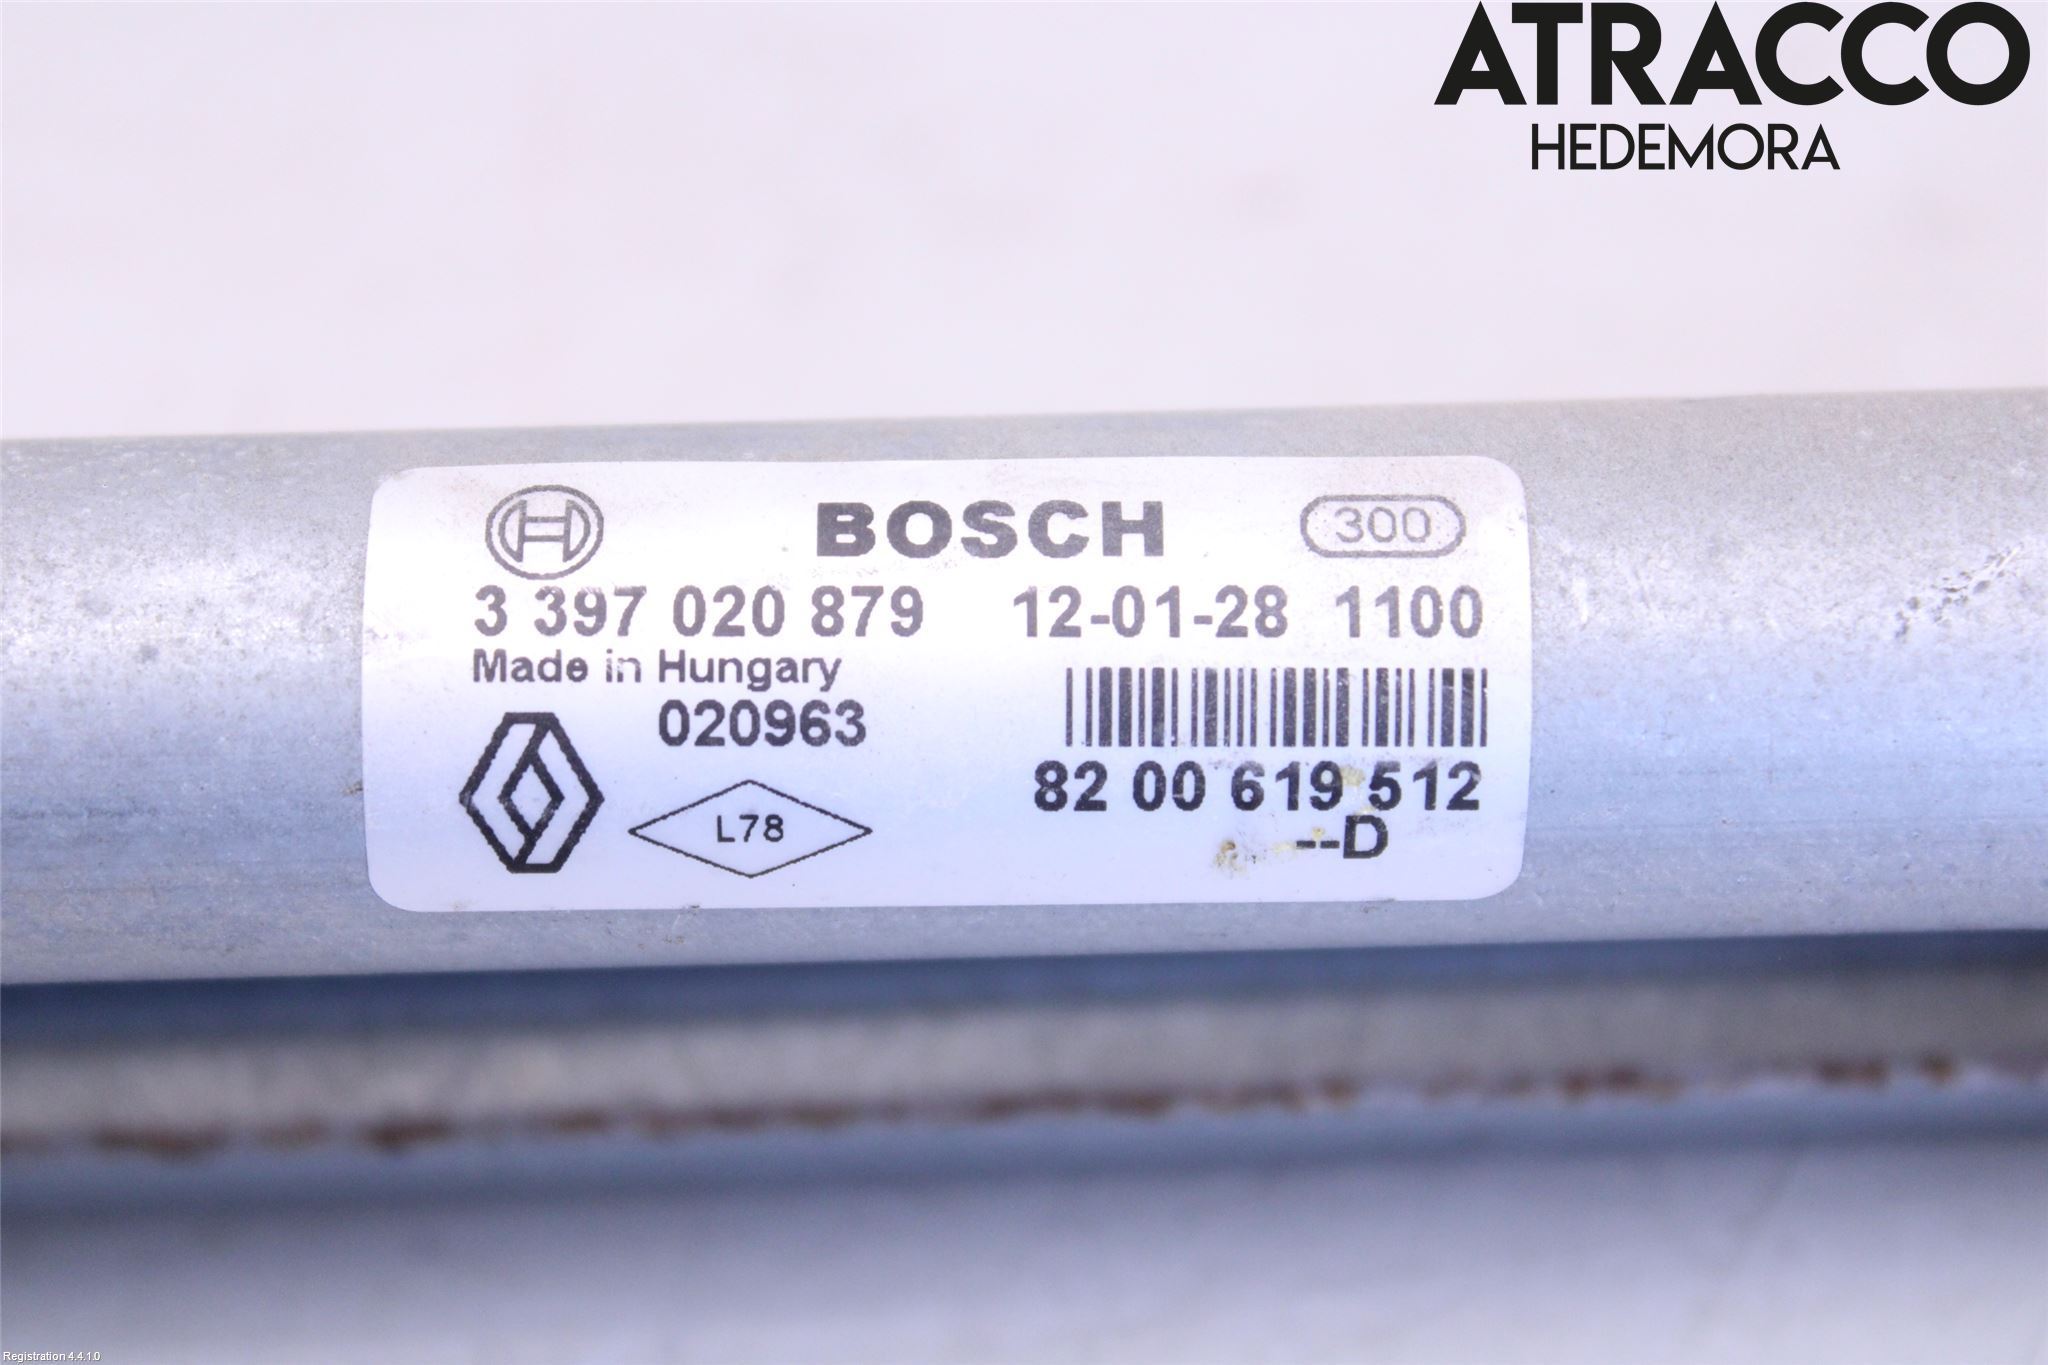 ATRACCO
HEDEMORA
BOSCH 300
3 397 020 879 12-01-28 1100
Made in Hungary
020963
L78
82 00 619 512
--D
Registration 4.4.1.0